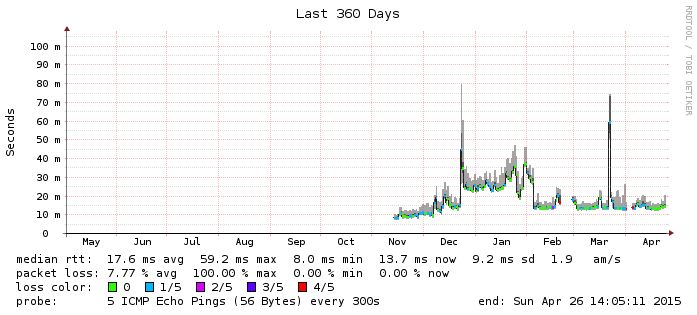 Last 360 Days
RRDTOOL / TOBI OETIKER
Seconds
100 m
90 m
80 m
70 m
60 m
50 m
40 m
30 m
20 m
10 m
0
May Jun Jul Aug Sep Oct Nov Dec Jan Feb Mar Apr
median rtt: 17.6 ms avg 59.2 ms max 8.0 ms min 13.7 ms now 9.2 ms sd 1.9 am/s
packet loss: 7.77 % avg 100.00 % max 0.00 % min 0.00 % now
loss color: 0 1/5 2/5 3/5 4/5
probe: 5 ICMP Echo Pings (56 Bytes) every 300s end: Sun Apr 26 14:05:11 2015